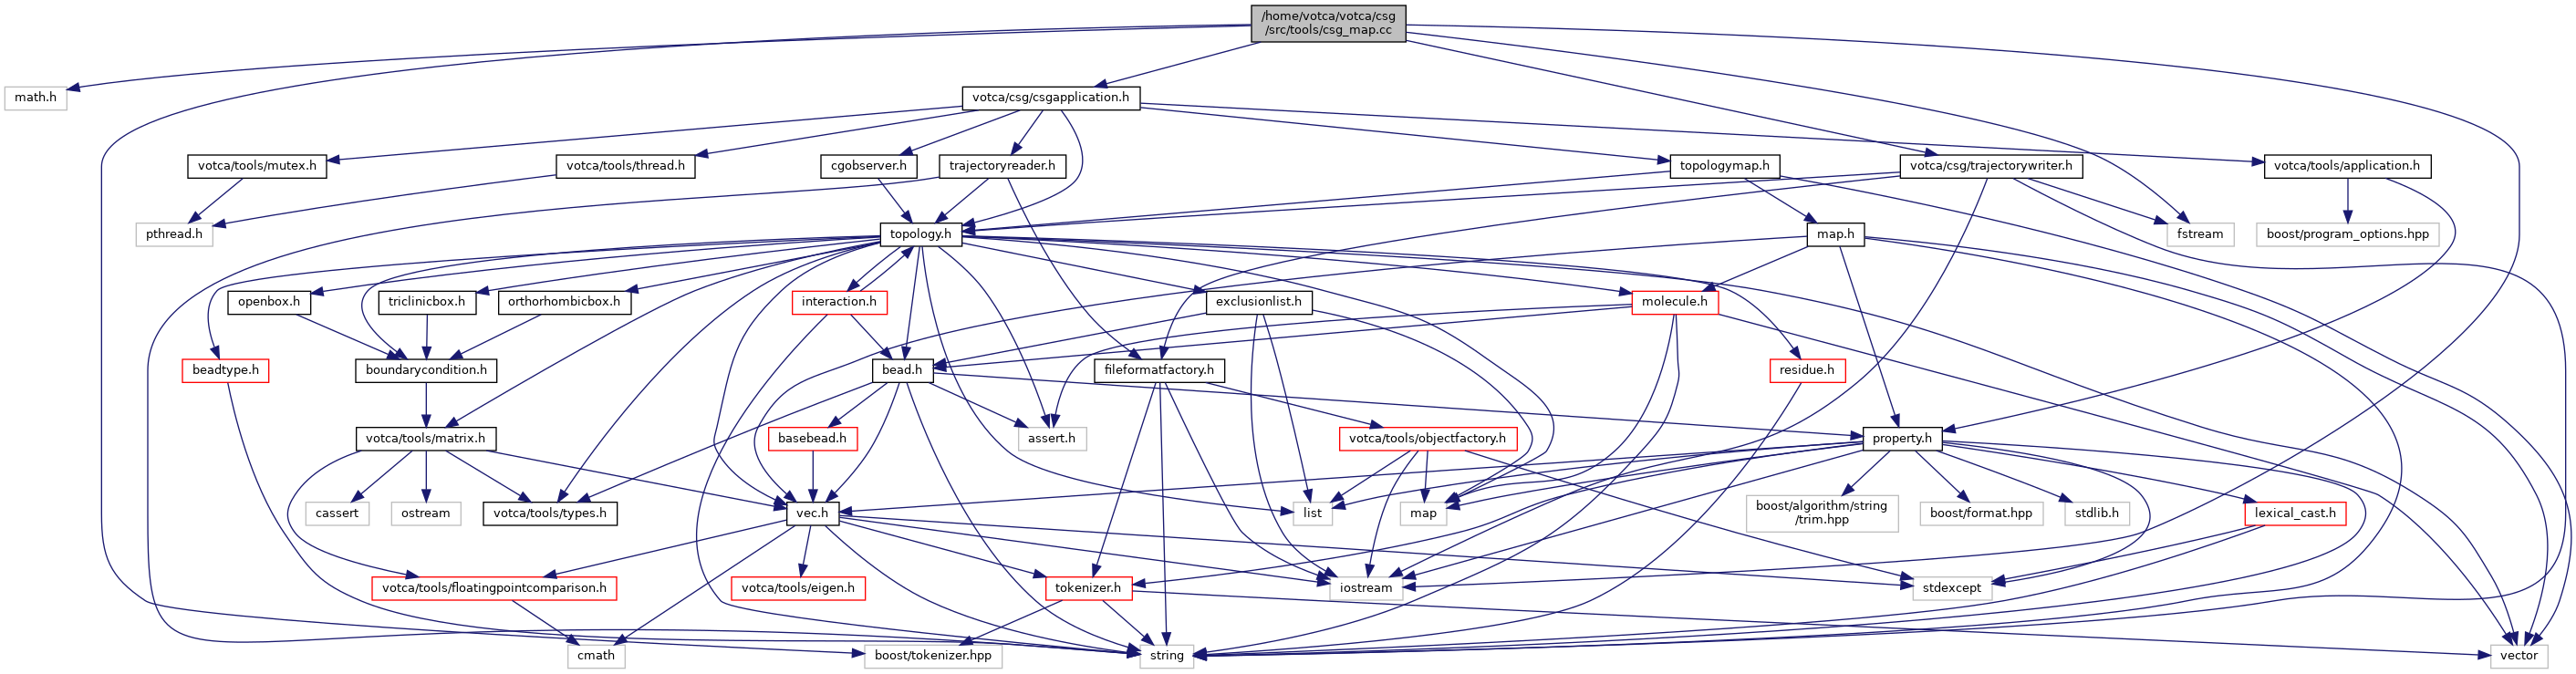 /home/votca/votca/csg
/src/tools/csg_map.cc
math.h
votca/csg/csgapplication.h
votca/tools/mutex.h
votca/tools/thread.h
cgobserver.h
trajectoryreader.h
topologymap.h
votca/csg/trajectorywriter.h
votca/tools/application.h
pthread.h
topology.h
map.h
fstream
boost/program_options.hpp
openbox.h
triclinicbox.h
orthorhombicbox.h
interaction.h
exclusionlist.h
molecule.h
beadtype.h
boundarycondition.h
bead.h
fileformatfactory.h
residue.h
votca/tools/matrix.h
basebead.h
assert.h
votca/tools/objectfactory.h
property.h
cassert
ostream
votca/tools/types.h
vec.h
list
map
boost/algorithm/string
/trim.hpp
boost/format.hpp
stdlib.h
lexical_cast.h
votca/tools/floatingpointcomparison.h
votca/tools/eigen.h
tokenizer.h
iostream
stdexcept
cmath
boost/tokenizer.hpp
string
vector